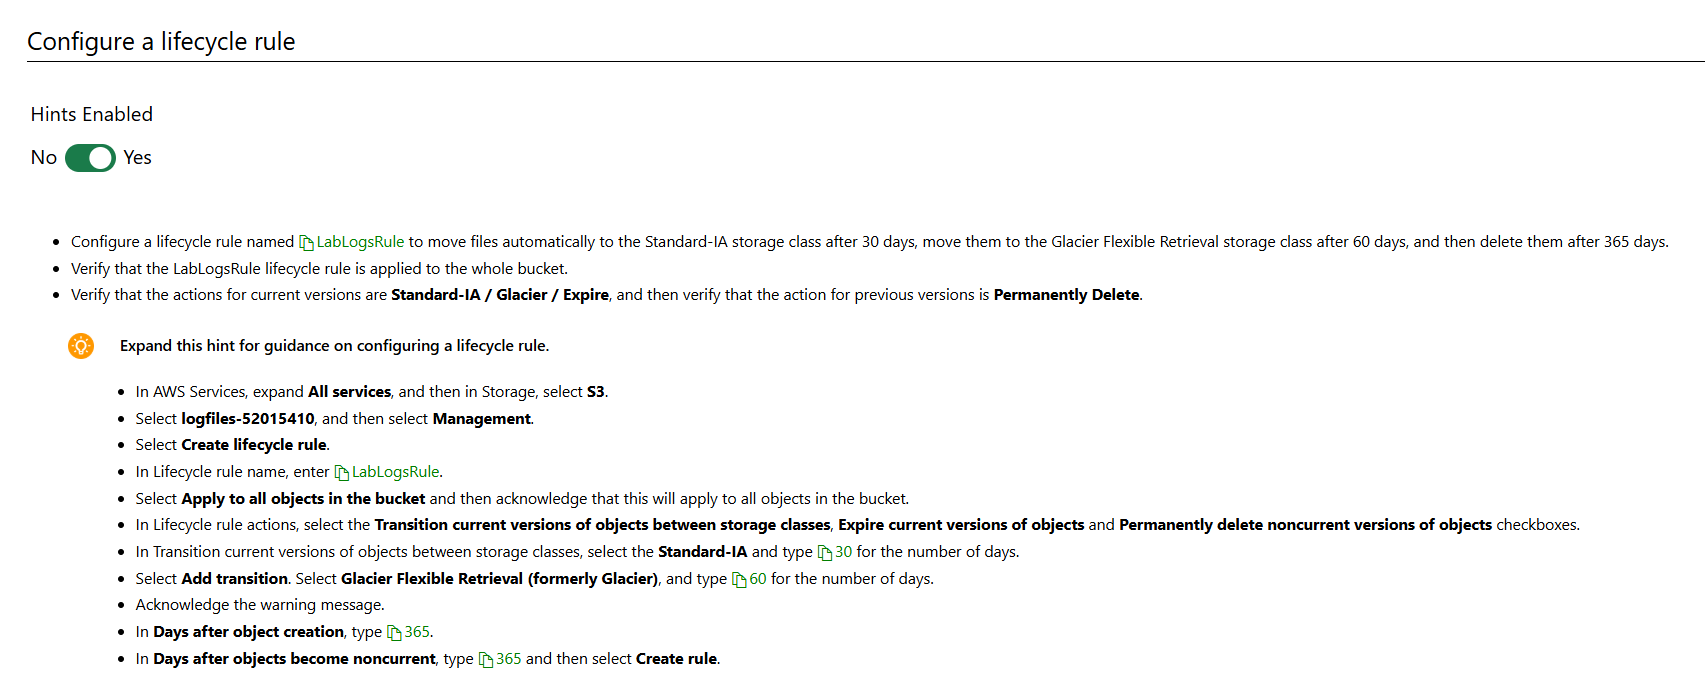 Configure a lifecycle rule
Hints Enabled
No Yes
Configure a lifecycle rule named LabLogsRule to move files automatically to the Standard-IA storage class after 30 days, move them to the Glacier Flexible Retrieval storage class after 60 days, and then delete them after 365 days.
Verify that the LabLogsRule lifecycle rule is applied to the whole bucket.
Verify that the actions for current versions are Standard-IA / Glacier / Expire, and then verify that the action for previous versions is Permanently Delete.
Expand this hint for guidance on configuring a lifecycle rule.
In AWS Services, expand All services, and then in Storage, select S3.
Select logfiles-52015410, and then select Management.
Select Create lifecycle rule.
In Lifecycle rule name, enter LabLogsRule.
Select Apply to all objects in the bucket and then acknowledge that this will apply to all objects in the bucket.
In Lifecycle rule actions, select the Transition current versions of objects between storage classes, Expire current versions of objects and Permanently delete noncurrent versions of objects checkboxes.
In Transition current versions of objects between storage classes, select the Standard-IA and type 30 for the number of days.
Select Add transition. Select Glacier Flexible Retrieval (formerly Glacier), and type 60 for the number of days.
Acknowledge the warning message.
In Days after object creation, type 365.
In Days after objects become noncurrent, type 365 and then select Create rule.